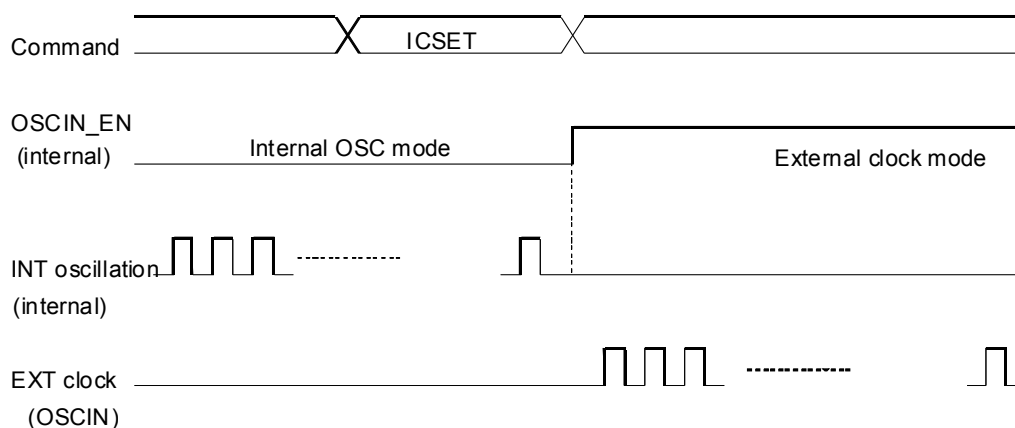 Command
ICSET
OSCIN_EN
(internal)
Internal OSC mode
External clock mode
INT oscillation
(internal)
EXT clock
(OSCIN)